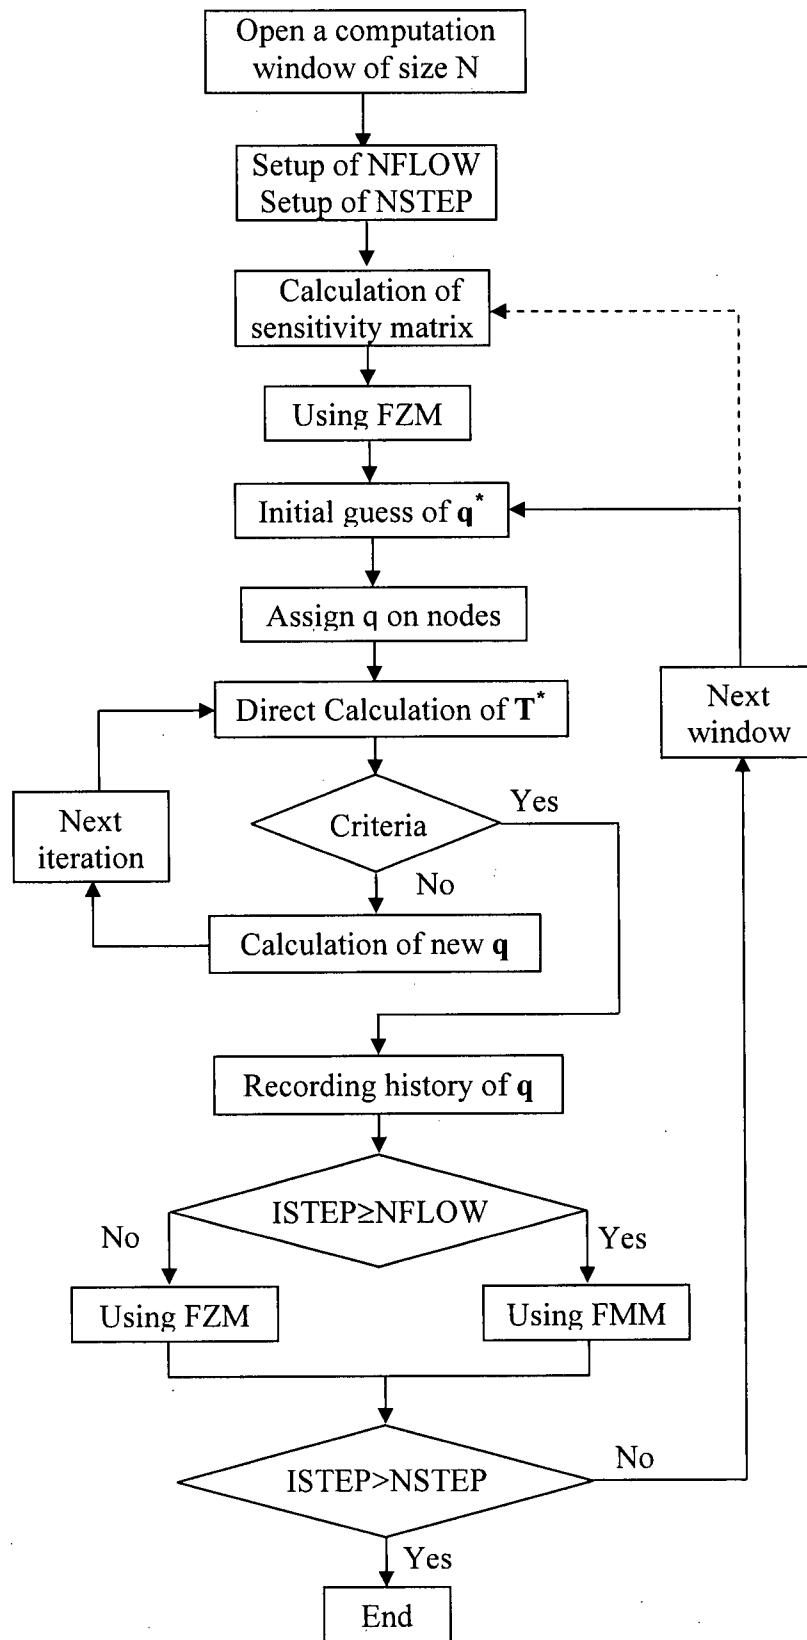 Open a computation
window of size N
Setup of NFLOW
Setup of NSTEP
Calculation of
sensitivity matrix
Using FZM
Initial guess of q*
Assign q on nodes
Direct Calculation of T*
Next
window
Next
iteration
Criteria
Yes
No
Calculation of new q
Recording history of q
ISTEP≥NFLOW
No
Yes
Using FZM
Using FMM
ISTEP>NSTEP
No
Yes
End